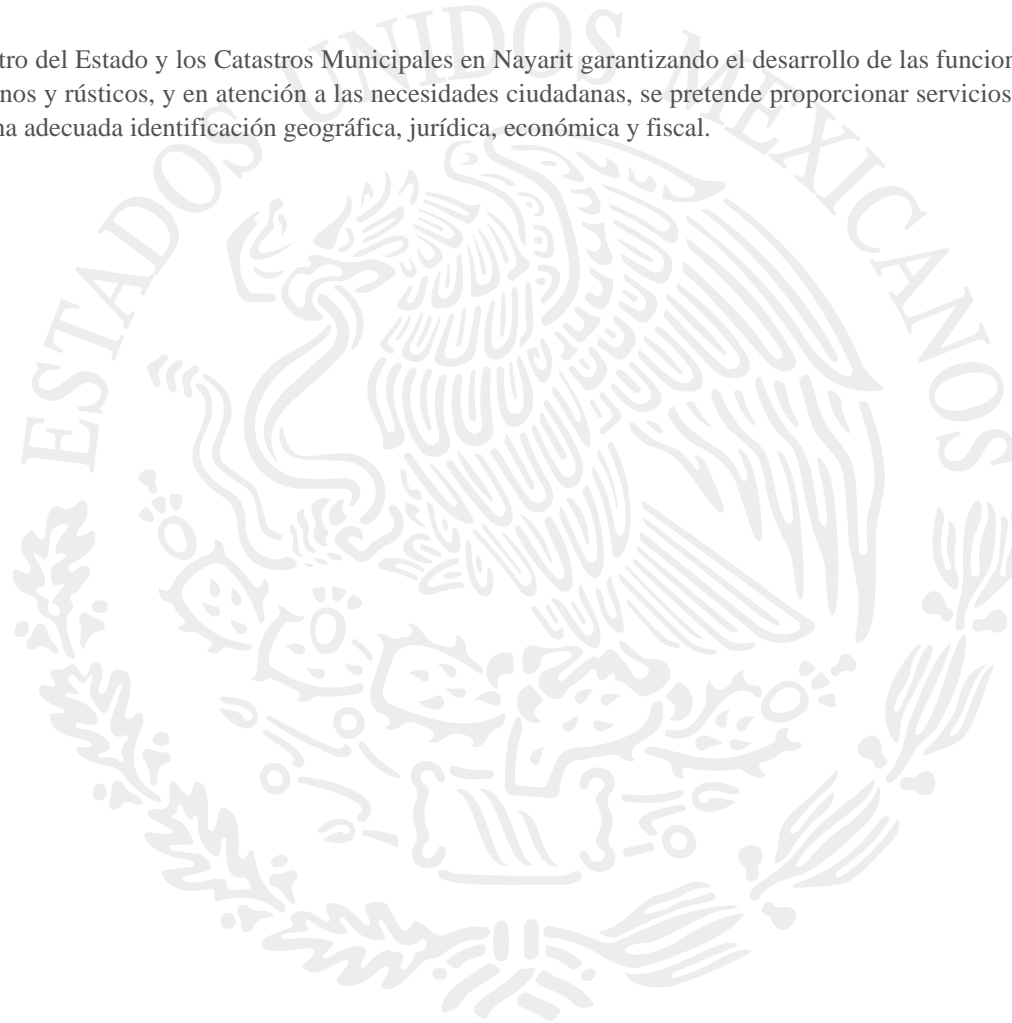 tro del Estado y los Catastros Municipales en Nayarit garantizando el desarrollo de las funcion
nos y rústicos, y en atención a las necesidades ciudadanas, se pretende proporcionar servicios
na adecuada identificación geográfica, jurídica, económica y fiscal.
ESTADOS UNIDOS MEXICANOS